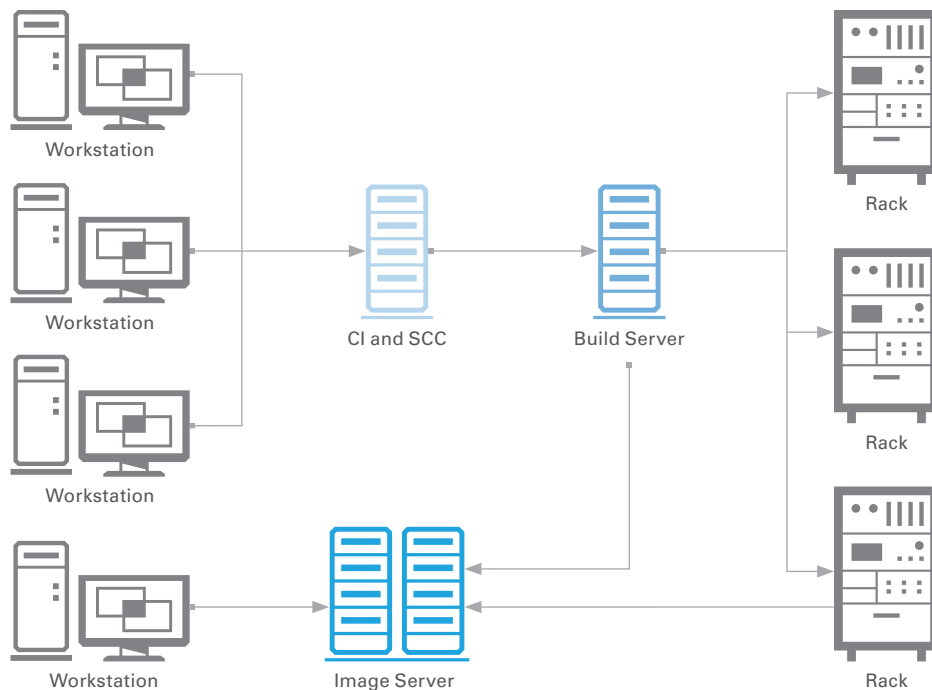 Workstation
Rack
Workstation
CI and SCC
Build Server
Rack
Workstation
Workstation
Image Server
Rack